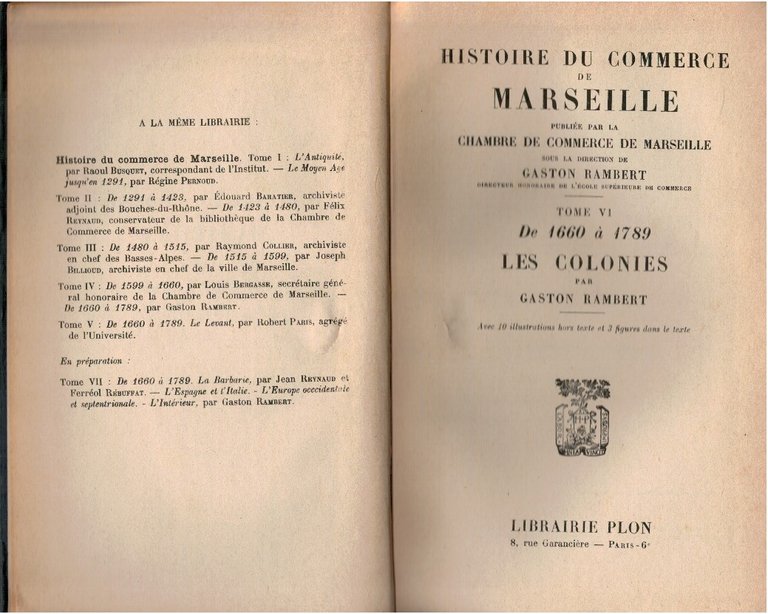 A LA MÊME LIBRAIRIE :
Histoire du commerce de Marseille. Tome I : L'Antiquité,
par Raoul BUSQUET, correspondant de l'Institut. — Le Moyen Age
jusqu'en 1291, par Régine PERNOUD.
Tome II : De 1291 à 1423, par Édouard BARATIER, archiviste
adjoint des Bouches-du-Rhône. — De 1423 à 1480, par Félix
REYNAUD, conservateur de la bibliothèque de la Chambre de
Commerce de Marseille.
Tome III : De 1480 à 1515, par Raymond COLLIER, archiviste
en chef des Basses-Alpes. — De 1515 à 1599, par Joseph
BILLIOUD, archiviste en chef de la ville de Marseille.
Tome IV : De 1599 à 1660, par Louis BERGASSE, secrétaire géné-
ral honoraire de la Chambre de Commerce de Marseille. —
De 1660 à 1789, par Gaston RAMBERT.
Tome V : De 1660 à 1789. Le Levant, par Robert PARIS, agrégé
de l'Université.
En préparation :
Tome VII : De 1660 à 1789. La Barbarie, par Jean REYNAUD et
Ferréol RÉBUFFAT. — L'Espagne et l'Italie. - L'Europe occcidentale
et septentrionale. - L'Intérieur, par Gaston RAMBERT.
HISTOIRE DU COMMERCE
DE
MARSEILLE
PUBLIÉE PAR LA
CHAMBRE DE COMMERCE DE MARSEILLE
SOUS LA DIRECTION DE
GASTON RAMBERT
DIRECTEUR HONORAIRE DE L'ÉCOLE SUPÉRIEURE DE COMMERCE
TOME VI
De 1660 à 1789
LES COLONIES
PAR
GASTON RAMBERT
Avec 10 illustrations hors texte et 3 figures dans le texte
LIBRAIRIE PLON
8, rue Garancière — PARIS-6e